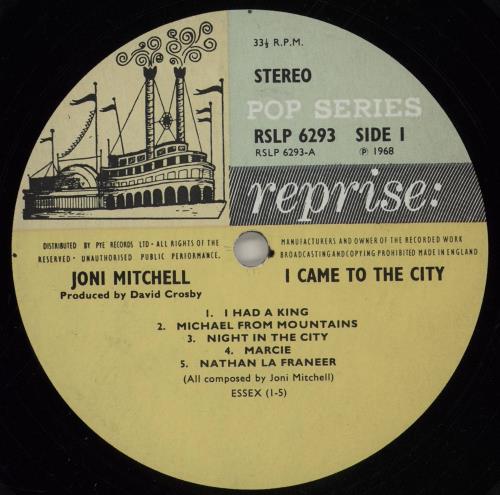 33⅓ R.P.M.
STEREO
POP SERIES
RSLP 6293 SIDE 1
RSLP 6293-A ℗ 1968
reprise:
DISTRIBUTED BY PYE RECORDS LTD · ALL RIGHTS OF THE
RESERVED · UNAUTHORISED PUBLIC PERFORMANCE,
MANUFACTURERS AND OWNER OF THE RECORDED WORK
BROADCASTING AND COPYING PROHIBITED MADE IN ENGLAND
JONI MITCHELL
Produced by David Crosby
I CAME TO THE CITY
1. I HAD A KING
2. MICHAEL FROM MOUNTAINS
3. NIGHT IN THE CITY
4. MARCIE
5. NATHAN LA FRANEER
(All composed by Joni Mitchell)
ESSEX (1-5)